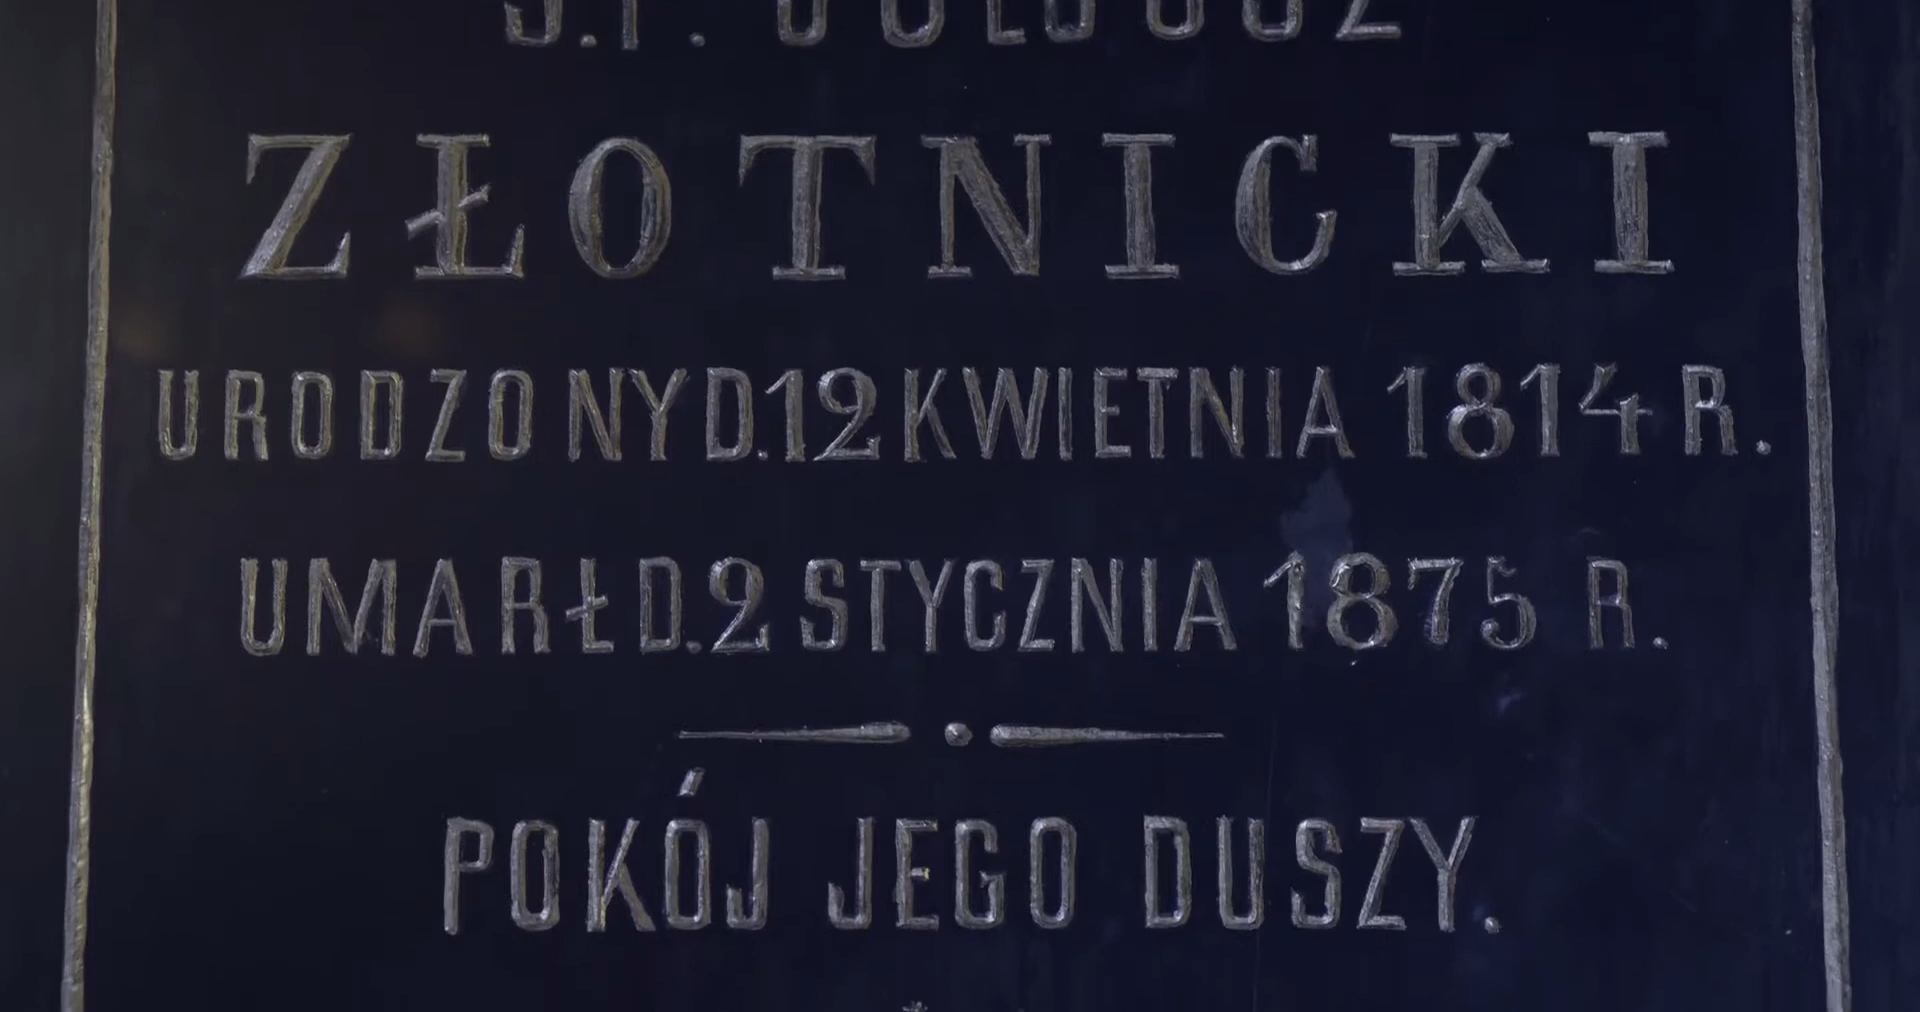 ZŁOTNICKI
URODZONY D. 12 KWIETNIA 1814 R.
UMARŁ D. 2 STYCZNIA 1875 R.
POKÓJ JEGO DUSZY.